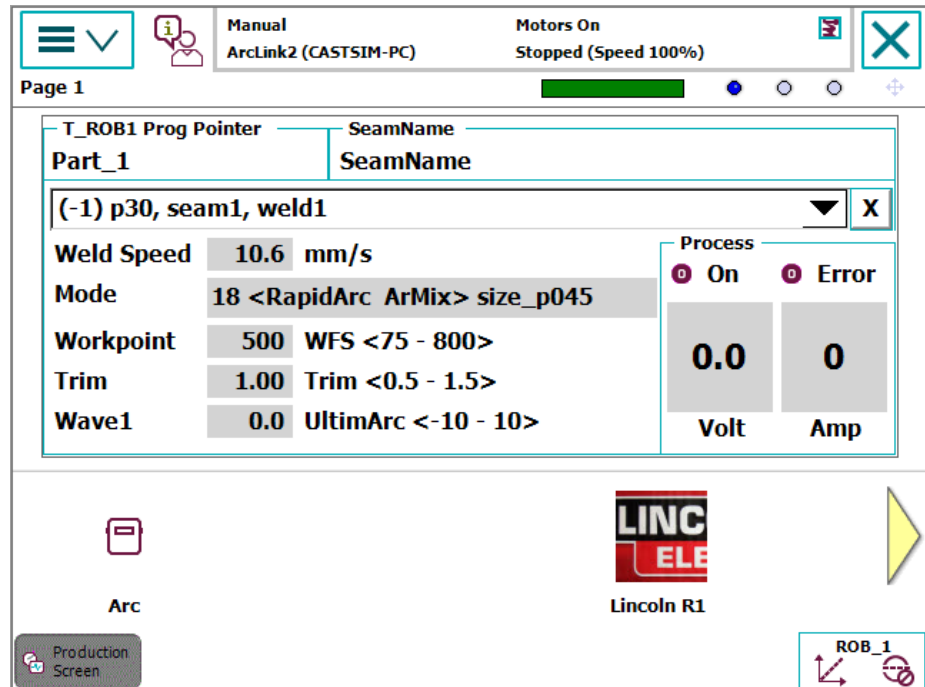 Manual Motors On
ArcLink2 (CASTSIM-PC) Stopped (Speed 100%)
Page 1
T_ROB1 Prog Pointer SeamName
Part_1 SeamName
(-1) p30, seam1, weld1 X
Weld Speed 10.6 mm/s
Mode 18 <RapidArc ArMix> size_p045
Workpoint 500 WFS <75 - 800>
Trim 1.00 Trim <0.5 - 1.5>
Wave1 0.0 UltimArc <-10 - 10>
Process
On Error
0.0 0
Volt Amp
LINC
ELE
Arc Lincoln R1
Production
Screen
ROB_1